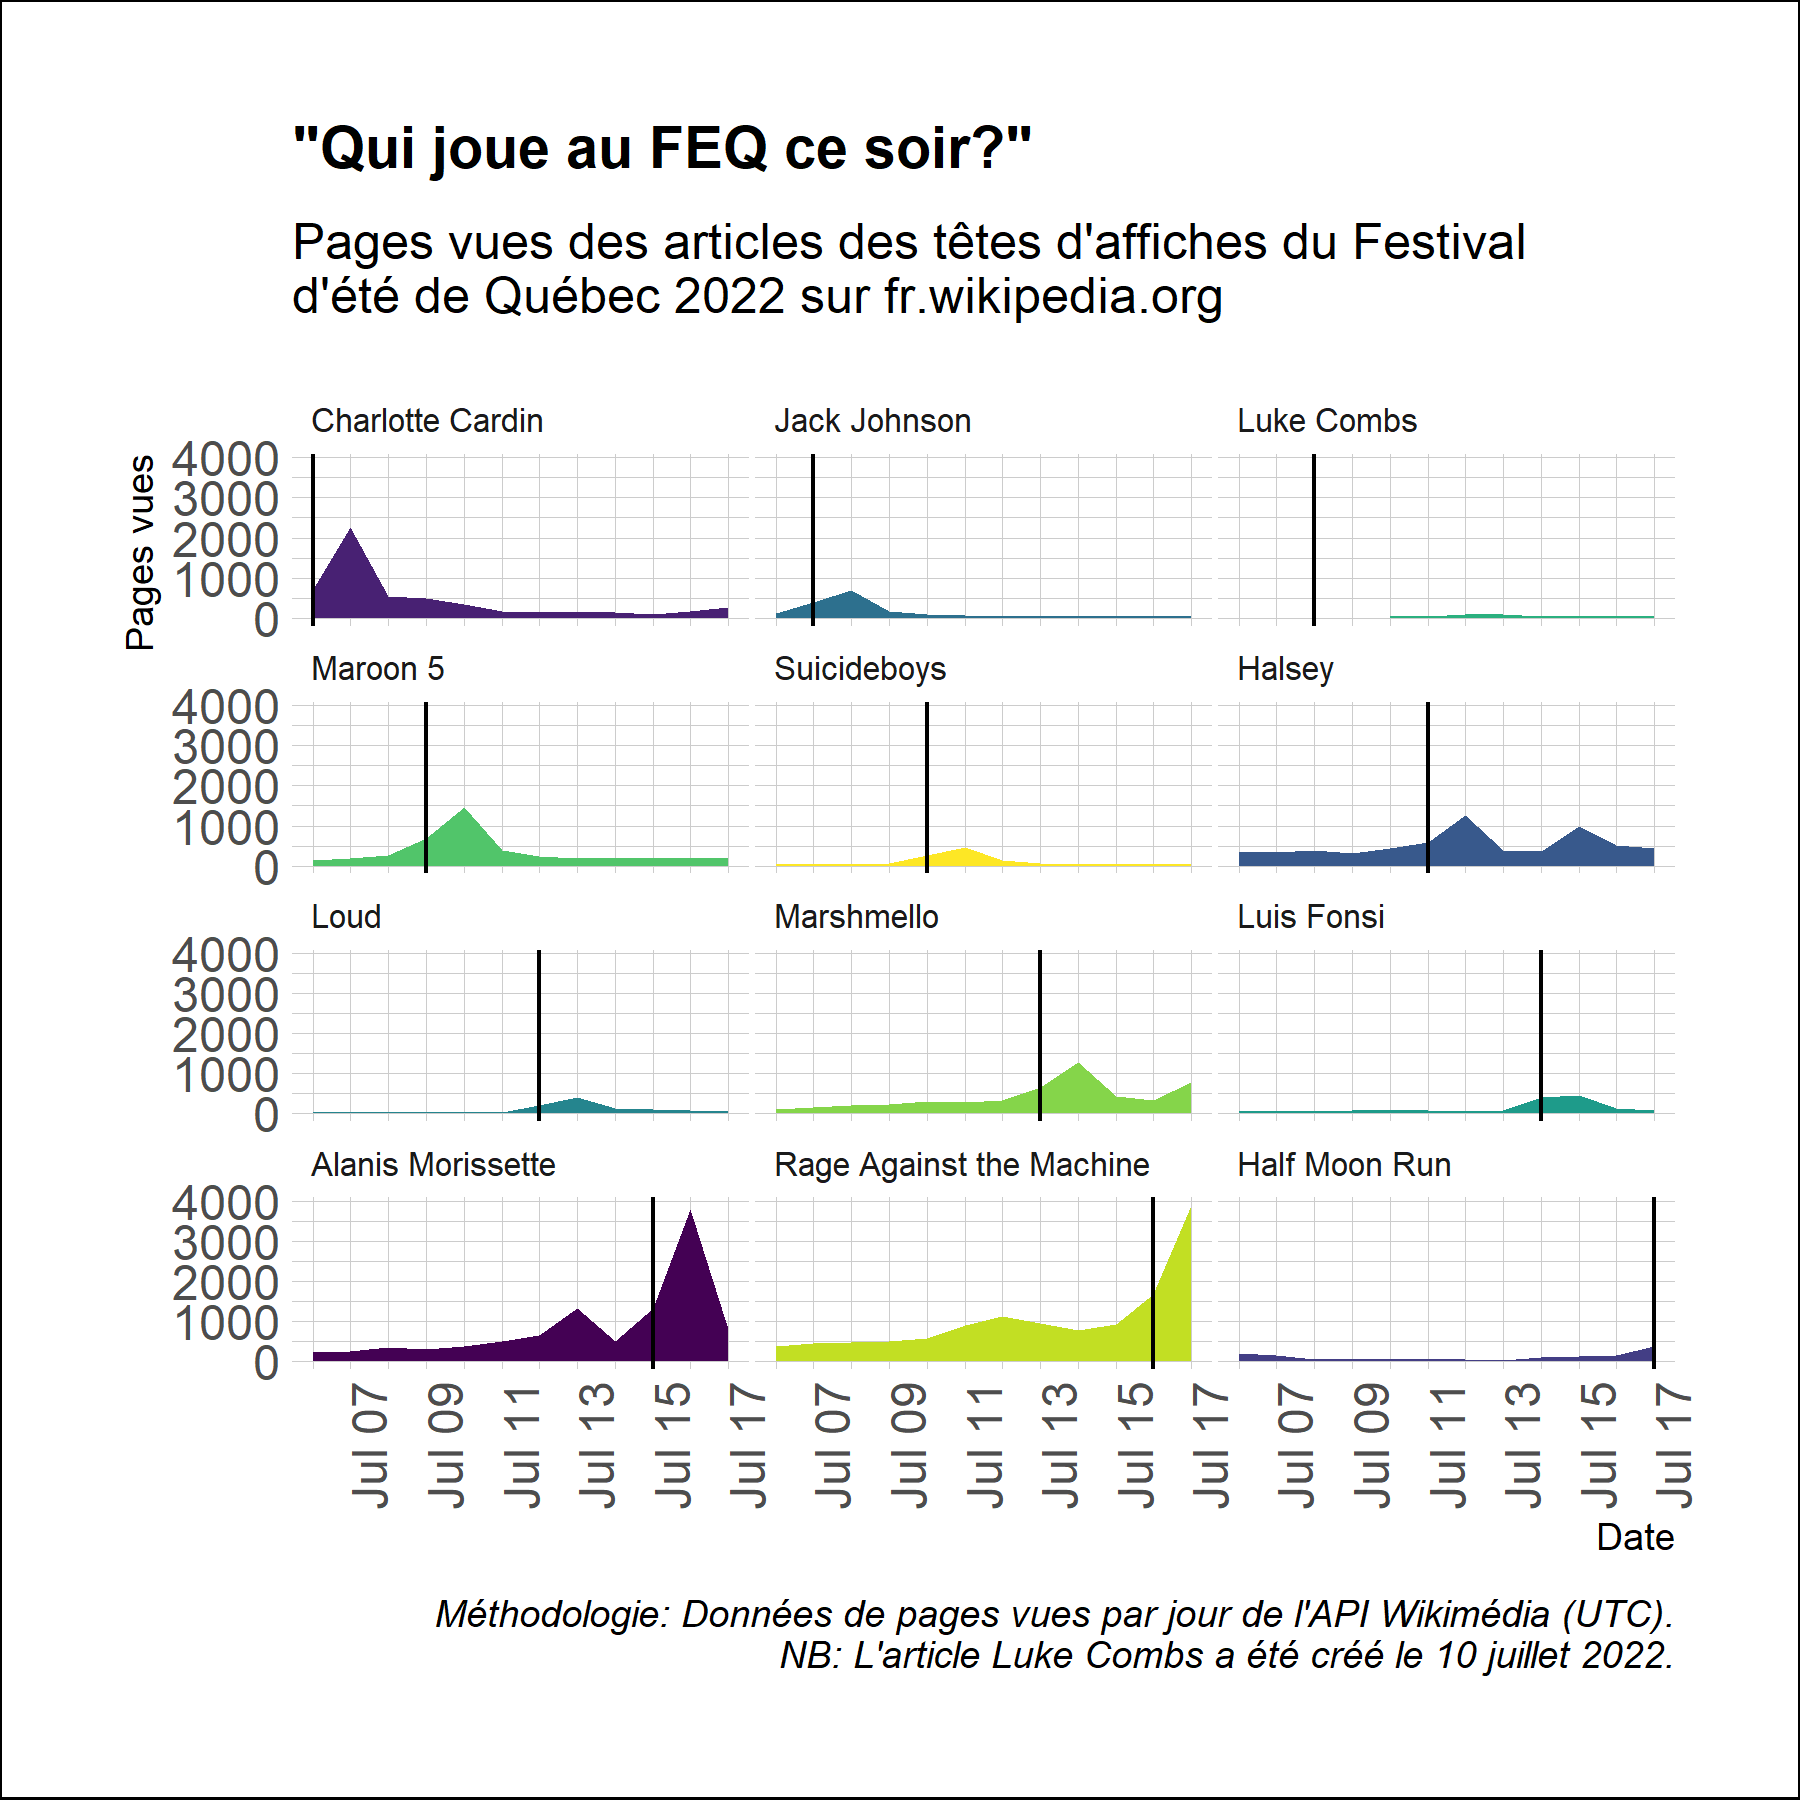 "Qui joue au FEQ ce soir?"
Pages vues des articles des têtes d'affiches du Festival
d'été de Québec 2022 sur fr.wikipedia.org
Pages vues
Charlotte Cardin
Jack Johnson
Luke Combs
4000
3000
2000
1000
0
Maroon 5
Suicideboys
Halsey
4000
3000
2000
1000
0
Loud
Marshmello
Luis Fonsi
4000
3000
2000
1000
0
Alanis Morissette
Rage Against the Machine
Half Moon Run
4000
3000
2000
1000
0
Jul 07
Jul 09
Jul 11
Jul 13
Jul 15
Jul 17
Jul 07
Jul 09
Jul 11
Jul 13
Jul 15
Jul 17
Jul 07
Jul 09
Jul 11
Jul 13
Jul 15
Jul 17
Date
Méthodologie: Données de pages vues par jour de l'API Wikimédia (UTC).
NB: L'article Luke Combs a été créé le 10 juillet 2022.